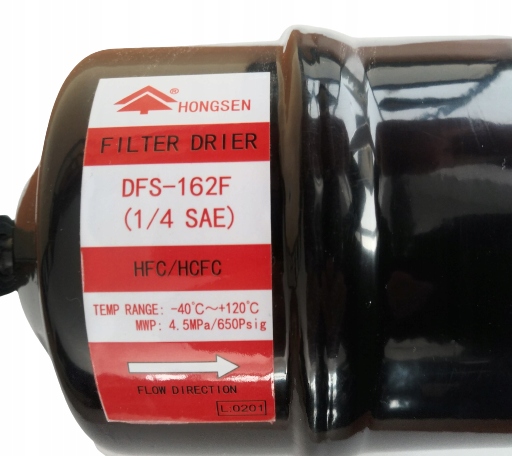 ® HONGSEN
FILTER DRIER
DFS-162F
(1/4 SAE)
HFC/HCFC
TEMP RANGE: -40°C~+120°C
MWP: 4.5MPa/650Psig
FLOW DIRECTION
L:0201